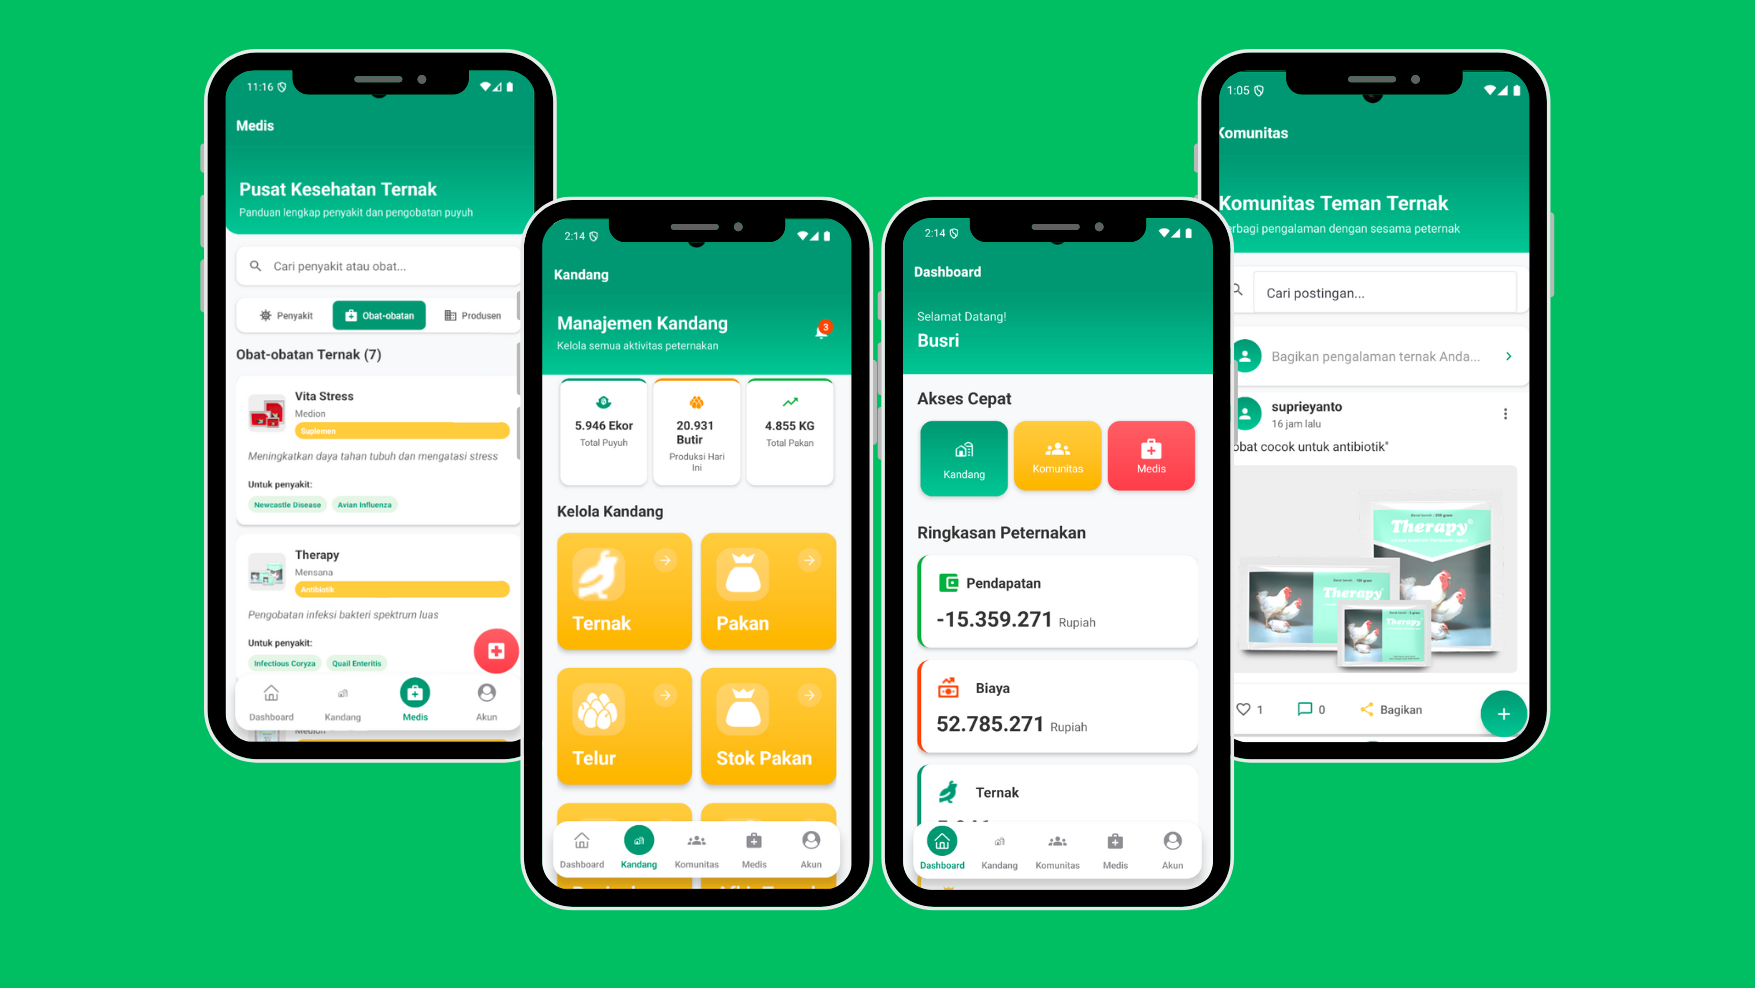 11:16
Medis
Pusat Kesehatan Ternak
Panduan lengkap penyakit dan pengobatan puyuh
Cari penyakit atau obat...
Penyakit
Obat-obatan
Produsen
Obat-obatan Ternak (7)
Vita Stress
Medion
Suplemen
Meningkatkan daya tahan tubuh dan mengatasi stress
Untuk penyakit:
Newcastle Disease
Avian Influenza
Therapy
Mensana
Antibiotik
Pengobatan infeksi bakteri spektrum luas
Untuk penyakit:
Infectious Coryza
Quail Enteritis
Dashboard
Kandang
Medis
Akun
Medion
2:14
Kandang
Manajemen Kandang
Kelola semua aktivitas peternakan
3
5.946 Ekor
Total Puyuh
20.931
Butir
Produksi Hari
Ini
4.855 KG
Total Pakan
Kelola Kandang
Ternak
Pakan
Telur
Stok Pakan
Dashboard
Kandang
Komunitas
Medis
Akun
2:14
Dashboard
Selamat Datang!
Busri
Akses Cepat
Kandang
Komunitas
Medis
Ringkasan Peternakan
Pendapatan
-15.359.271 Rupiah
Biaya
52.785.271 Rupiah
Ternak
Dashboard
Kandang
Komunitas
Medis
Akun
1:05
Komunitas
Komunitas Teman Ternak
erbagi pengalaman dengan sesama peternak
Cari postingan...
Bagikan pengalaman ternak Anda...
suprieyanto
16 jam lalu
obat cocok untuk antibiotik"
Therapy
Therapy
Therapy
1
0
Bagikan